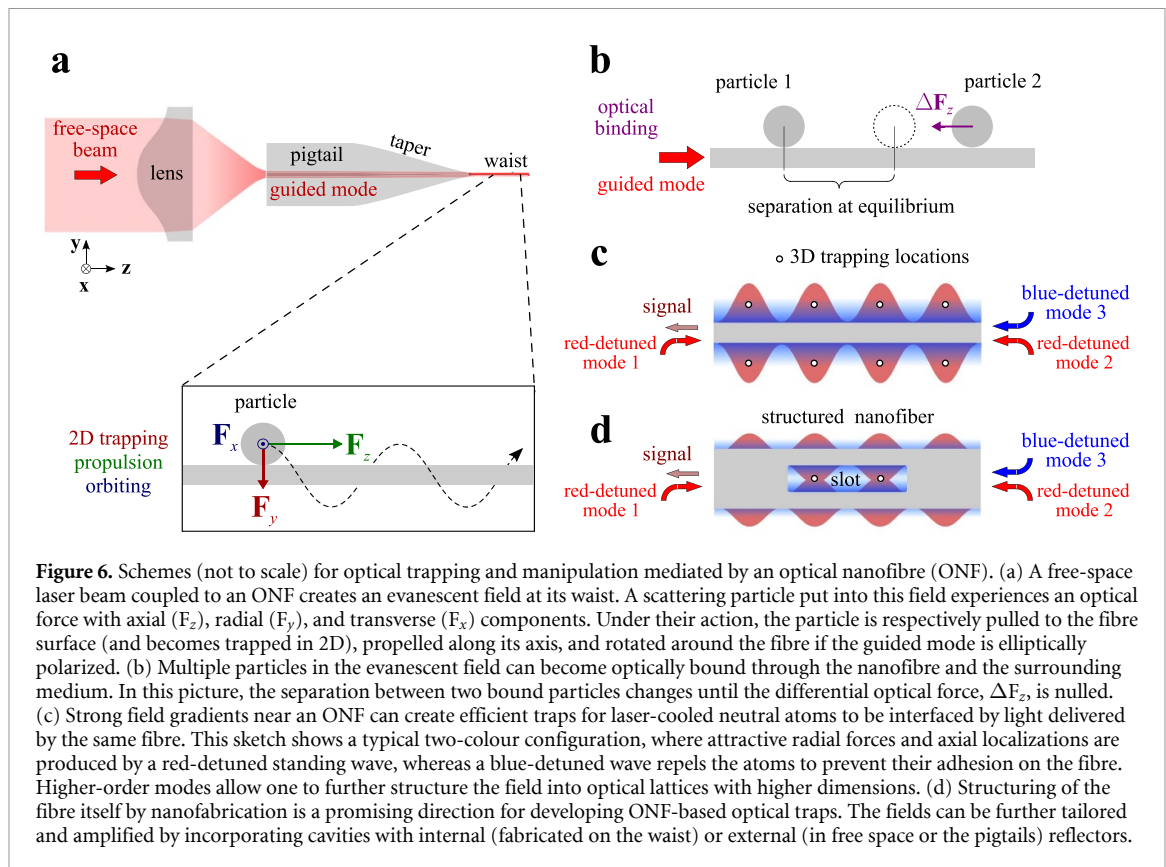 a
free-space
beam
lens
pigtail
taper
guided mode
waist
y
z
x
particle
2D trapping
propulsion
orbiting
Fx
Fz
Fy
b
particle 1
particle 2
optical
binding
ΔFz
guided mode
separation at equilibrium
c
3D trapping locations
signal
red-detuned
mode 1
blue-detuned
mode 3
red-detuned
mode 2
d
structured nanofiber
signal
red-detuned
mode 1
slot
blue-detuned
mode 3
red-detuned
mode 2
Figure 6. Schemes (not to scale) for optical trapping and manipulation mediated by an optical nanofibre (ONF). (a) A free-space
laser beam coupled to an ONF creates an evanescent field at its waist. A scattering particle put into this field experiences an optical
force with axial (Fz), radial (Fy), and transverse (Fx) components. Under their action, the particle is respectively pulled to the fibre
surface (and becomes trapped in 2D), propelled along its axis, and rotated around the fibre if the guided mode is elliptically
polarized. (b) Multiple particles in the evanescent field can become optically bound through the nanofibre and the surrounding
medium. In this picture, the separation between two bound particles changes until the differential optical force, ΔFz, is nulled.
(c) Strong field gradients near an ONF can create efficient traps for laser-cooled neutral atoms to be interfaced by light delivered
by the same fibre. This sketch shows a typical two-colour configuration, where attractive radial forces and axial localizations are
produced by a red-detuned standing wave, whereas a blue-detuned wave repels the atoms to prevent their adhesion on the fibre.
Higher-order modes allow one to further structure the field into optical lattices with higher dimensions. (d) Structuring of the
fibre itself by nanofabrication is a promising direction for developing ONF-based optical traps. The fields can be further tailored
and amplified by incorporating cavities with internal (fabricated on the waist) or external (in free space or the pigtails) reflectors.